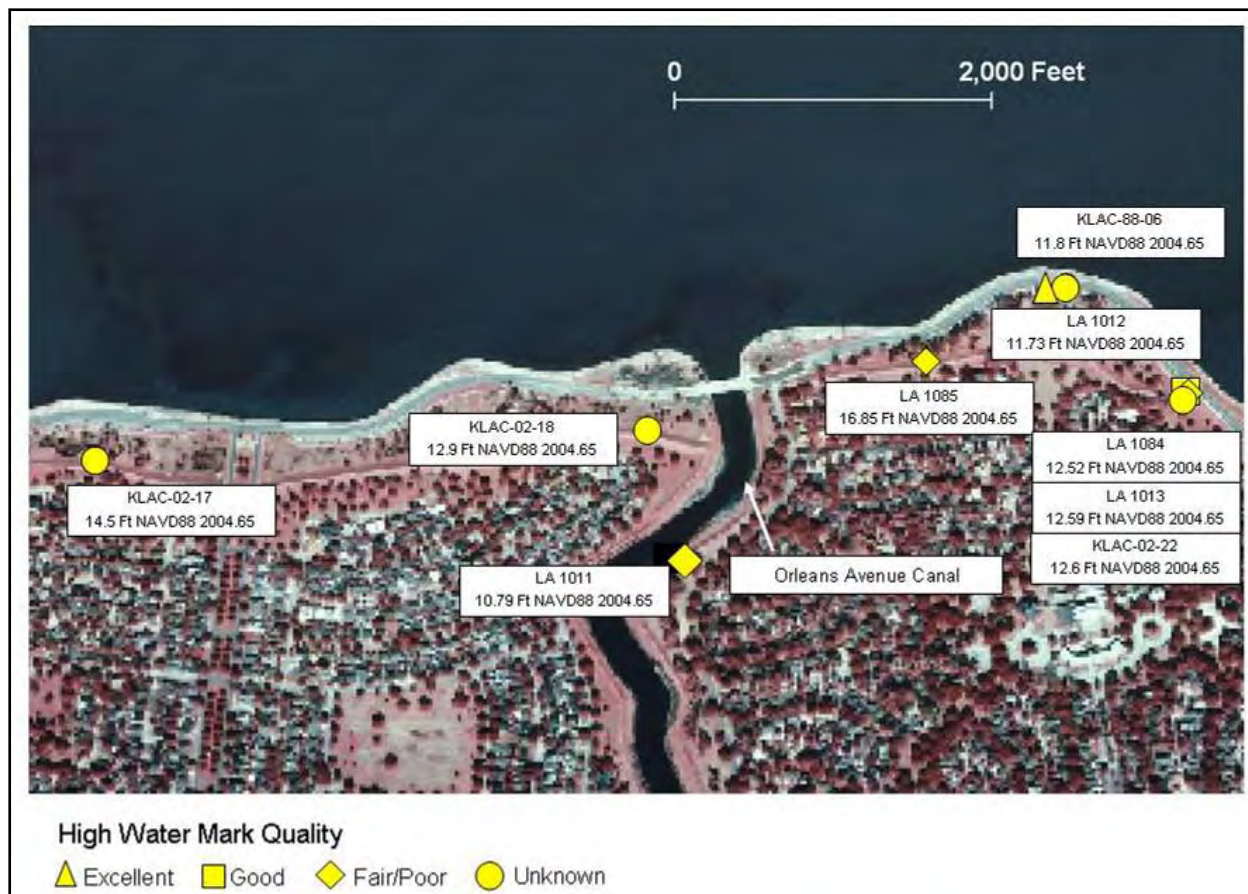 0 2,000 Feet
KLAC-88-06
11.8 Ft NAVD88 2004.65
LA 1012
11.73 Ft NAVD88 2004.65
LA 1085
16.85 Ft NAVD88 2004.65
KLAC-02-18
12.9 Ft NAVD88 2004.65
LA 1084
12.52 Ft NAVD88 2004.65
KLAC-02-17
14.5 Ft NAVD88 2004.65
LA 1013
12.59 Ft NAVD88 2004.65
KLAC-02-22
12.6 Ft NAVD88 2004.65
LA 1011
10.79 Ft NAVD88 2004.65
Orleans Avenue Canal
High Water Mark Quality
Excellent Good Fair/Poor Unknown